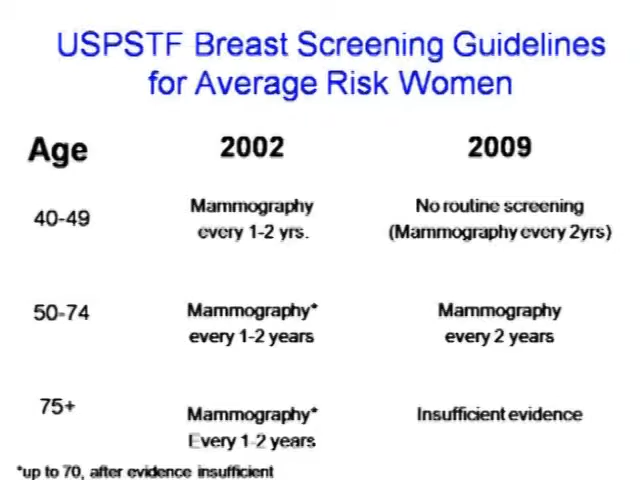 USPSTF Breast Screening Guidelines
for Average Risk Women
Age 2002 2009
40-49
Mammography
every 1-2 yrs.
No routine screening
(Mammography every 2yrs)
50-74
Mammography*
every 1-2 years
Mammography
every 2 years
75+
Mammography*
Every 1-2 years
Insufficient evidence
*up to 70, after evidence insufficient